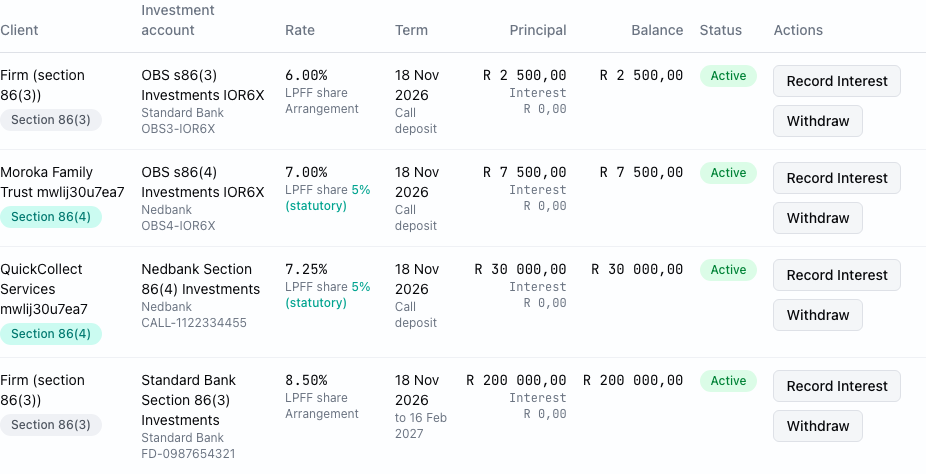 Client
Investment account
Rate
Term
Principal
Balance
Status
Actions
Firm (section
86(3))
Section 86(3)
OBS s86(3)
Investments IOR6X
Standard Bank
OBS3-IOR6X
6.00%
LPFF share
Arrangement
18 Nov
2026
Call
deposit
R 2 500,00
Interest
R 0,00
R 2 500,00
Active
Record Interest
Withdraw
Moroka Family
Trust mwlij30u7ea7
Section 86(4)
OBS s86(4)
Investments IOR6X
Nedbank
OBS4-IOR6X
7.00%
LPFF share 5%
(statutory)
18 Nov
2026
Call
deposit
R 7 500,00
Interest
R 0,00
R 7 500,00
Active
Record Interest
Withdraw
QuickCollect
Services
mwlij30u7ea7
Section 86(4)
Nedbank Section
86(4) Investments
Nedbank
CALL-1122334455
7.25%
LPFF share 5%
(statutory)
18 Nov
2026
Call
deposit
R 30 000,00
Interest
R 0,00
R 30 000,00
Active
Record Interest
Withdraw
Firm (section
86(3))
Section 86(3)
Standard Bank
Section 86(3)
Investments
Standard Bank
FD-0987654321
8.50%
LPFF share
Arrangement
18 Nov
2026
to 16 Feb
2027
R 200 000,00
Interest
R 0,00
R 200 000,00
Active
Record Interest
Withdraw